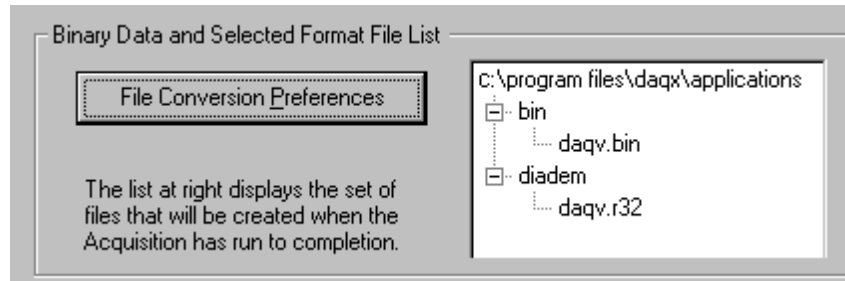 Binary Data and Selected Format File List
File Conversion Preferences
The list at right displays the set of
files that will be created when the
Acquisition has run to completion.
c:\program files\daqx\applications
bin
daqv.bin
diadem
daqv.r32